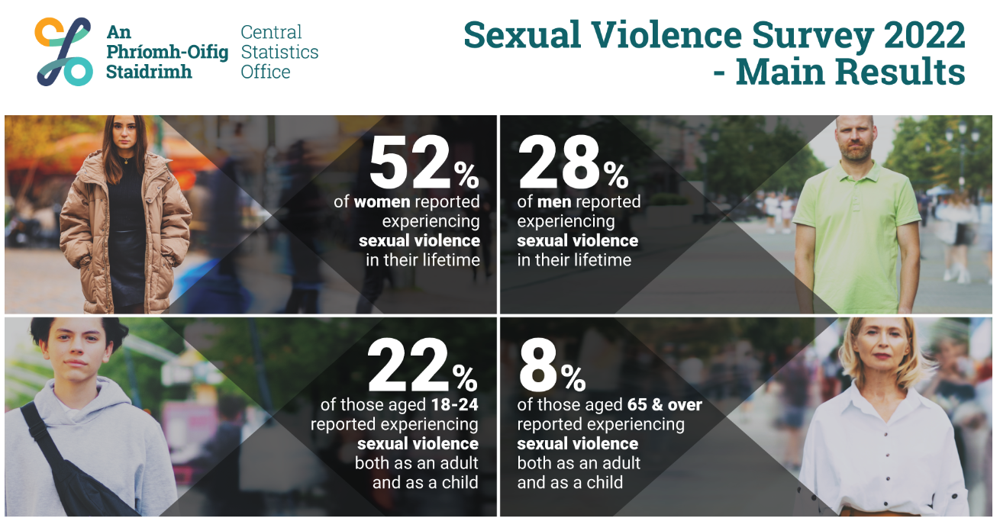 An
Phríomh-Oifig
Staidrimh
Central
Statistics
Office
Sexual Violence Survey 2022
- Main Results
52%
of women reported
experiencing
sexual violence
in their lifetime
28%
of men reported
experiencing
sexual violence
in their lifetime
22%
of those aged 18-24
reported experiencing
sexual violence
both as an adult
and as a child
8%
of those aged 65 & over
reported experiencing
sexual violence
both as an adult
and as a child